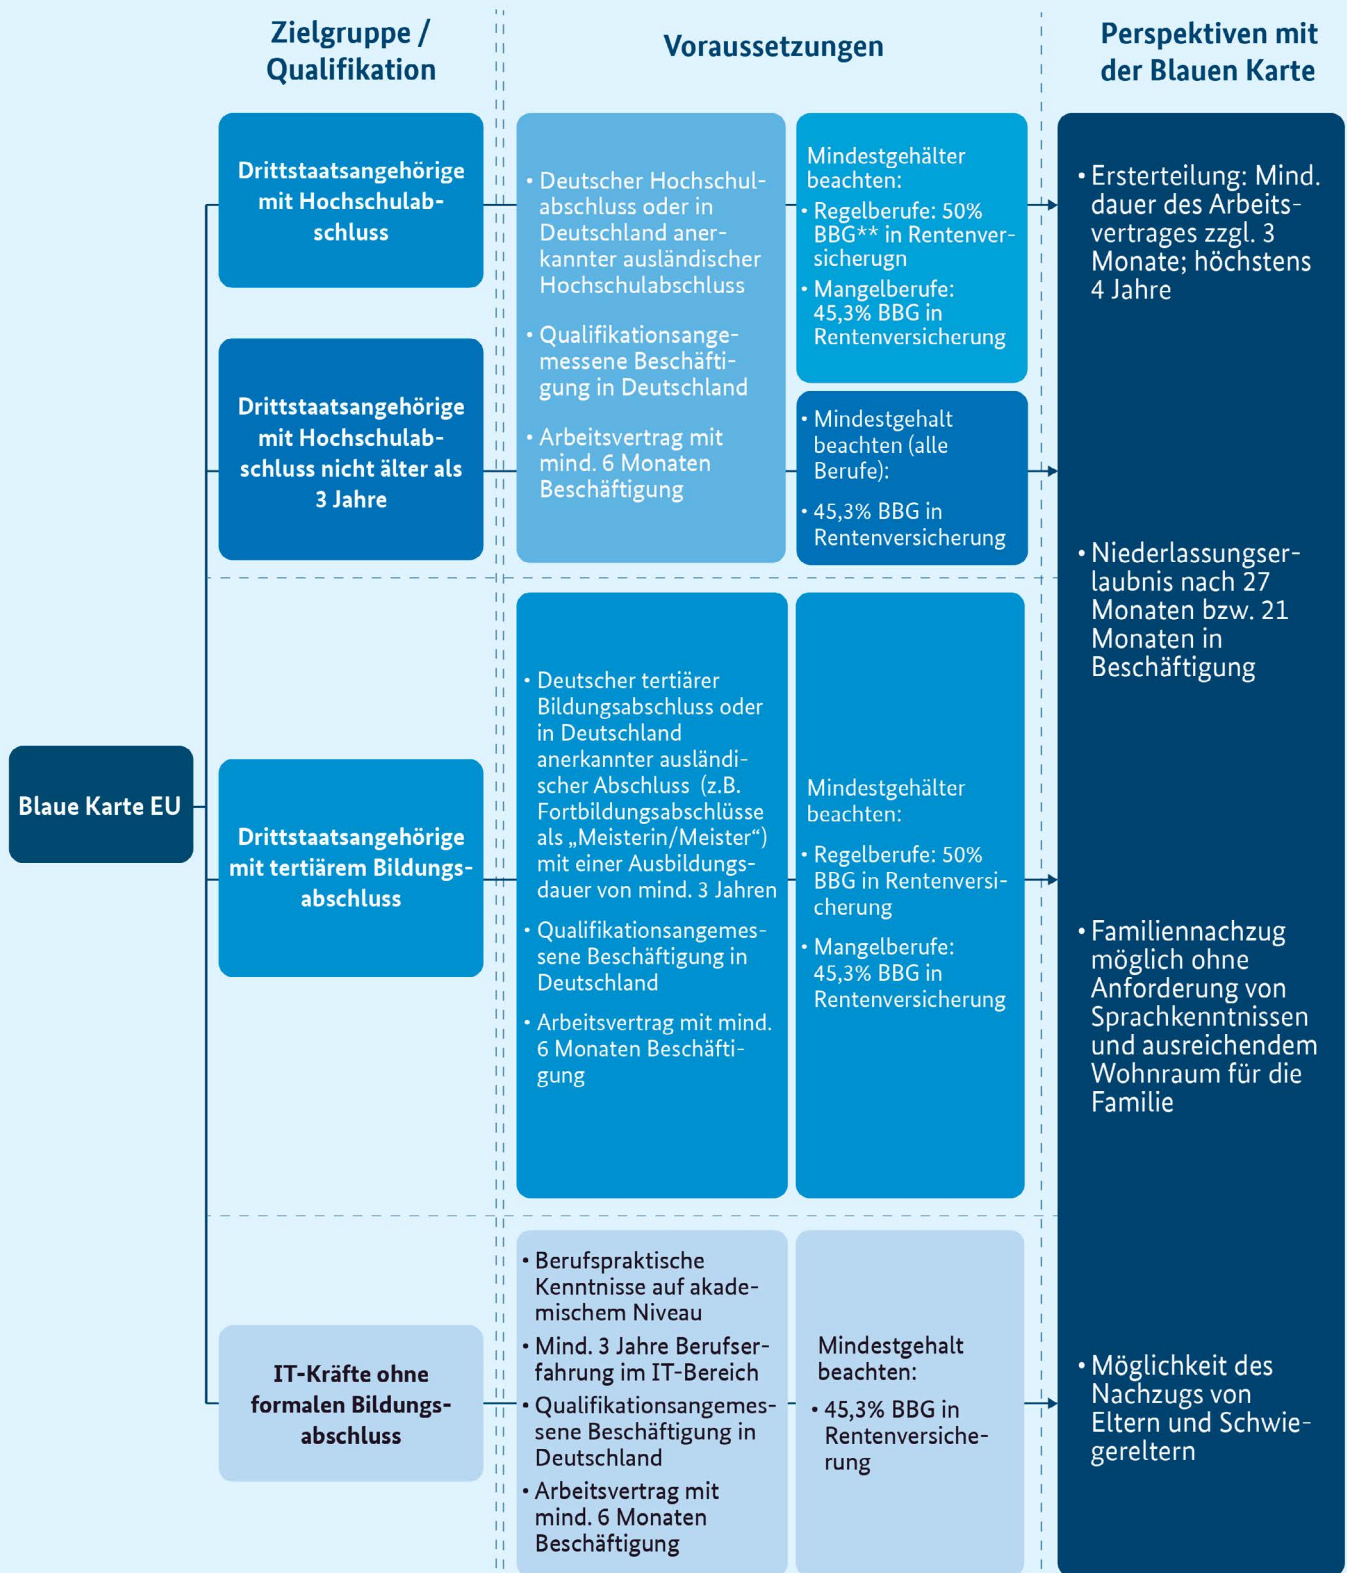 Zielgruppe /
Qualifikation
Voraussetzungen
Perspektiven mit
der Blauen Karte
Blaue Karte EU
Drittstaatsangehörige
mit Hochschulab-
schluss
Drittstaatsangehörige
mit Hochschulab-
schluss nicht älter als
3 Jahre
• Deutscher Hochschul-
abschluss oder in
Deutschland aner-
kannter ausländischer
Hochschulabschluss
• Qualifikationsange-
messene Beschäfti-
gung in Deutschland
• Arbeitsvertrag mit
mind. 6 Monaten
Beschäftigung
Mindestgehälter
beachten:
• Regelberufe: 50%
BBG** in Rentenver-
sicherugn
• Mangelberufe:
45,3% BBG in
Rentenversicherung
• Mindestgehalt
beachten (alle
Berufe):
• 45,3% BBG in
Rentenversicherung
Drittstaatsangehörige
mit tertiärem Bildungs-
abschluss
• Deutscher tertiärer
Bildungsabschluss oder
in Deutschland
anerkannter ausländi-
scher Abschluss (z.B.
Fortbildungsabschlüsse
als „Meisterin/Meister“)
mit einer Ausbildungs-
dauer von mind. 3 Jahren
• Qualifikationsangemes-
sene Beschäftigung in
Deutschland
• Arbeitsvertrag mit mind.
6 Monaten Beschäfti-
gung
Mindestgehälter
beachten:
• Regelberufe: 50%
BBG in Rentenversi-
cherung
• Mangelberufe:
45,3% BBG in
Rentenversicherung
IT-Kräfte ohne
formalen Bildungs-
abschluss
• Berufspraktische
Kenntnisse auf akade-
mischem Niveau
• Mind. 3 Jahre Berufser-
fahrung im IT-Bereich
• Qualifikationsangemes-
sene Beschäftigung in
Deutschland
• Arbeitsvertrag mit
mind. 6 Monaten
Beschäftigung
Mindestgehalt
beachten:
• 45,3% BBG in
Rentenversiche-
rung
• Ersterteilung: Mind.
dauer des Arbeits-
vertrages zzgl. 3
Monate; höchstens
4 Jahre
• Niederlassungser-
laubnis nach 27
Monaten bzw. 21
Monaten in
Beschäftigung
• Familiennachzug
möglich ohne
Anforderung von
Sprachkenntnissen
und ausreichendem
Wohnraum für die
Familie
• Möglichkeit des
Nachzugs von
Eltern und Schwie-
gereltern